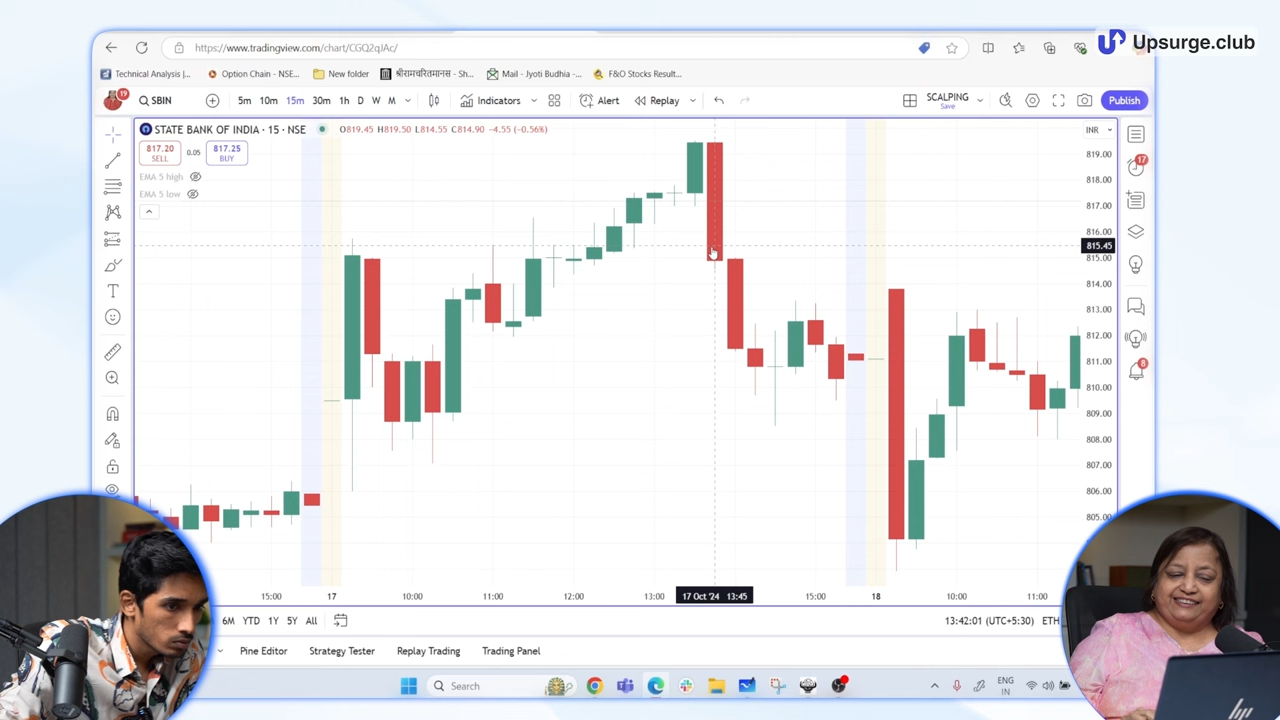 Upsurge.club
https://www.tradingview.com/chart/CGQ2qJAc/
Technical Analysis |... Option Chain - NSE... New folder श्रीरामचरितमानस - Sh... Mail - Jyoti Budhia -... F&O Stocks Result...
19 SBIN 5m 10m 15m 30m 1h D W M Indicators Alert Replay SCALPING Save Publish
STATE BANK OF INDIA · 15 · NSE O819.45 H819.50 L814.55 C814.90 -4.55 (-0.56%) INR
817.20 SELL 0.05 817.25 BUY
EMA 5 high
EMA 5 low
819.00
818.00
817.00
816.00
815.45
815.00
814.00
813.00
812.00
811.00
810.00
809.00
808.00
807.00
806.00
805.00
17
8
15:00 17 10:00 11:00 12:00 13:00 17 Oct '24 13:45 15:00 18 10:00 11:00
6M YTD 1Y 5Y All 13:42:01 (UTC+5:30) ETH
Pine Editor Strategy Tester Replay Trading Trading Panel
Search ENG
IN